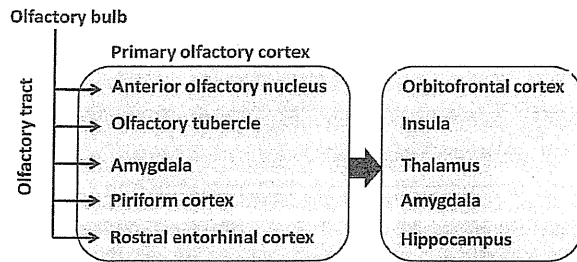 Olfactory bulb
Olfactory tract
Primary olfactory cortex
Anterior olfactory nucleus
Olfactory tubercle
Amygdala
Piriform cortex
Rostral entorhinal cortex
Orbitofrontal cortex
Insula
Thalamus
Amygdala
Hippocampus